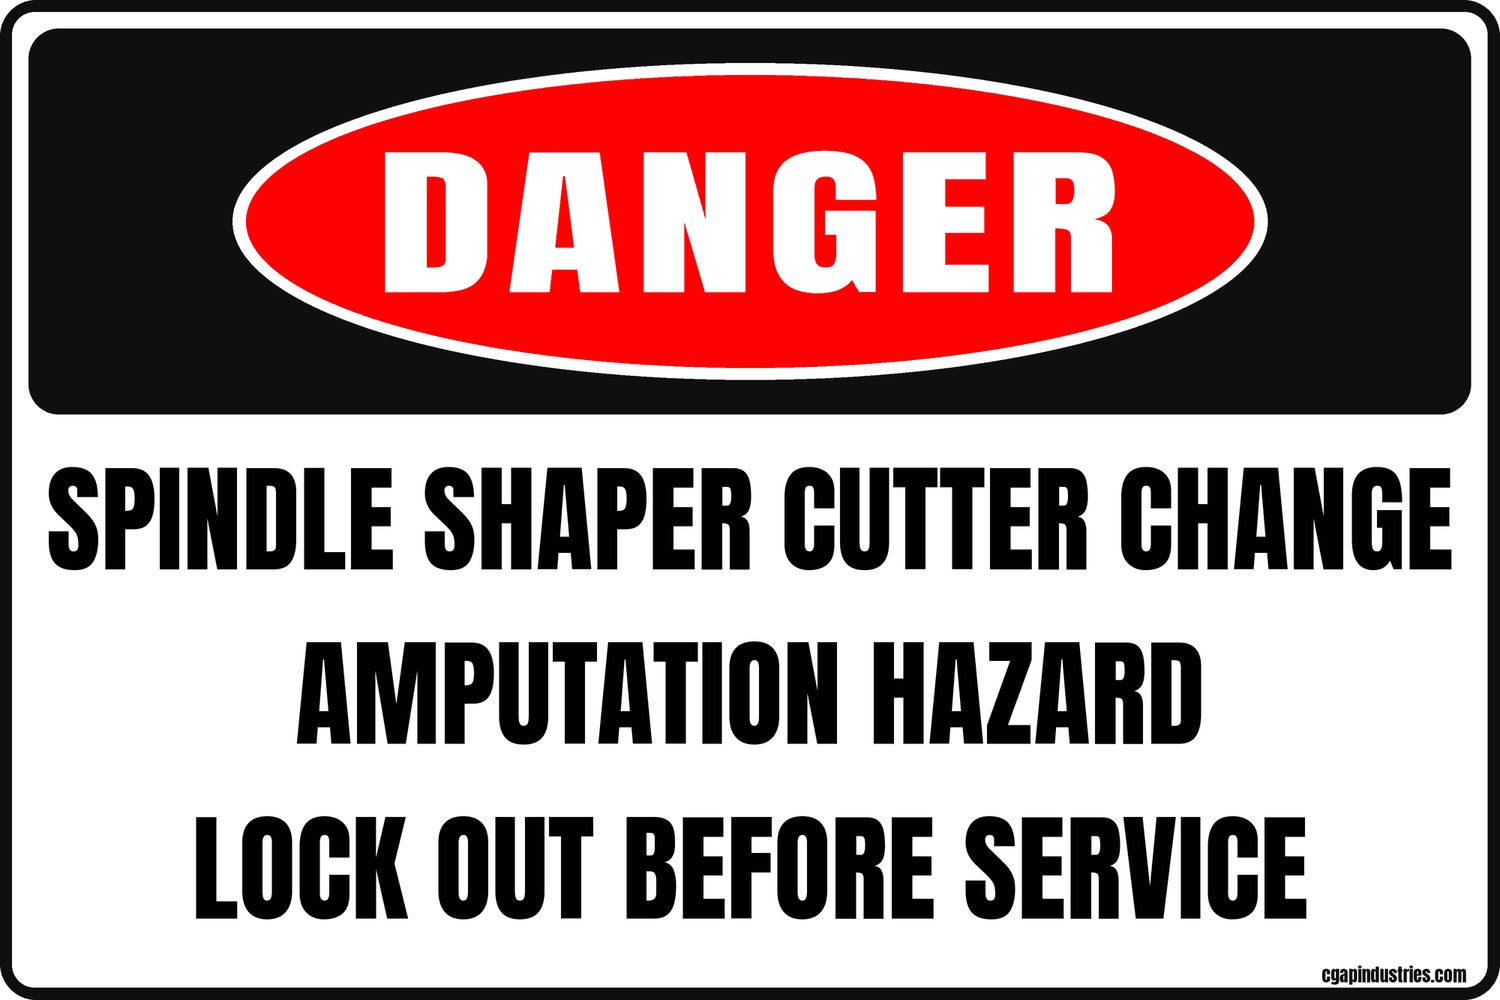 DANGER
SPINDLE SHAPER CUTTER CHANGE
AMPUTATION HAZARD
LOCK OUT BEFORE SERVICE
cgapindustries.com